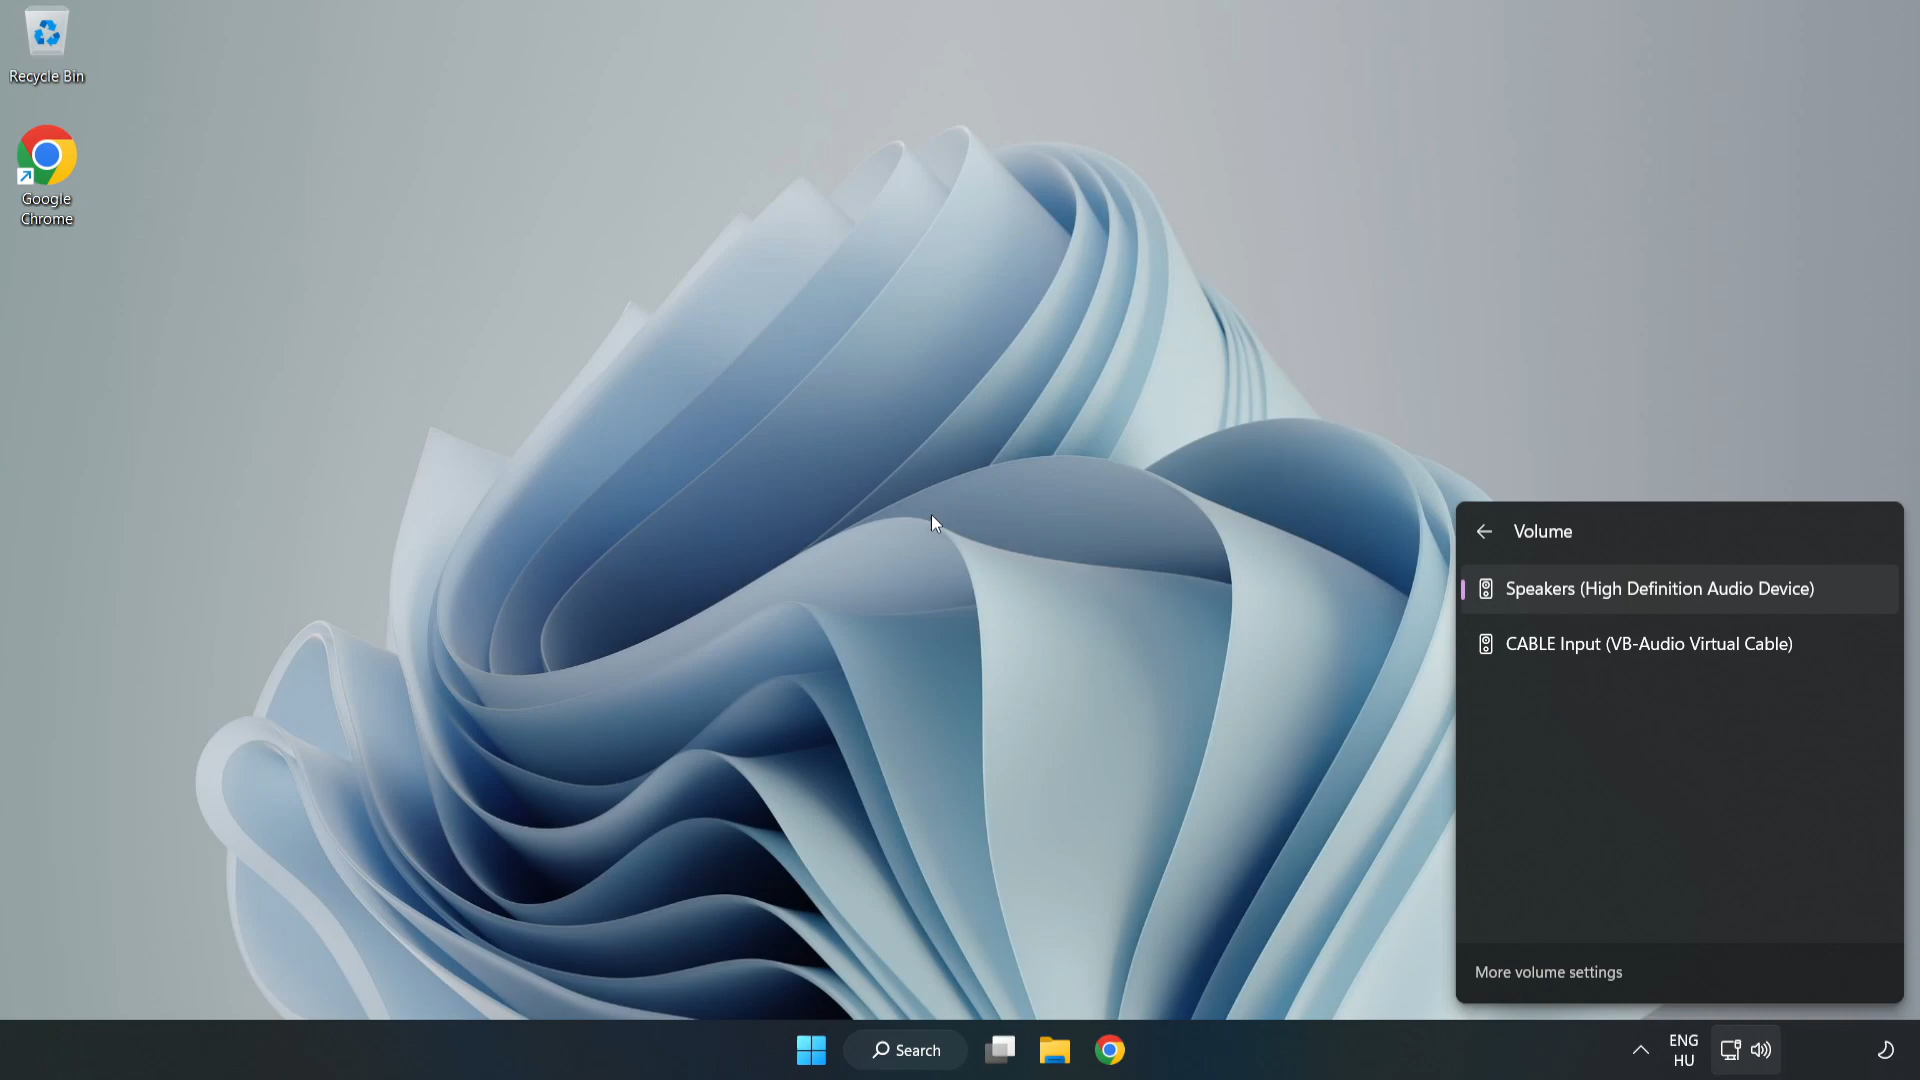 Recycle Bin
Google
Chrome
Volume
Speakers (High Definition Audio Device)
CABLE Input (VB-Audio Virtual Cable)
More volume settings
Search
ENG
HU